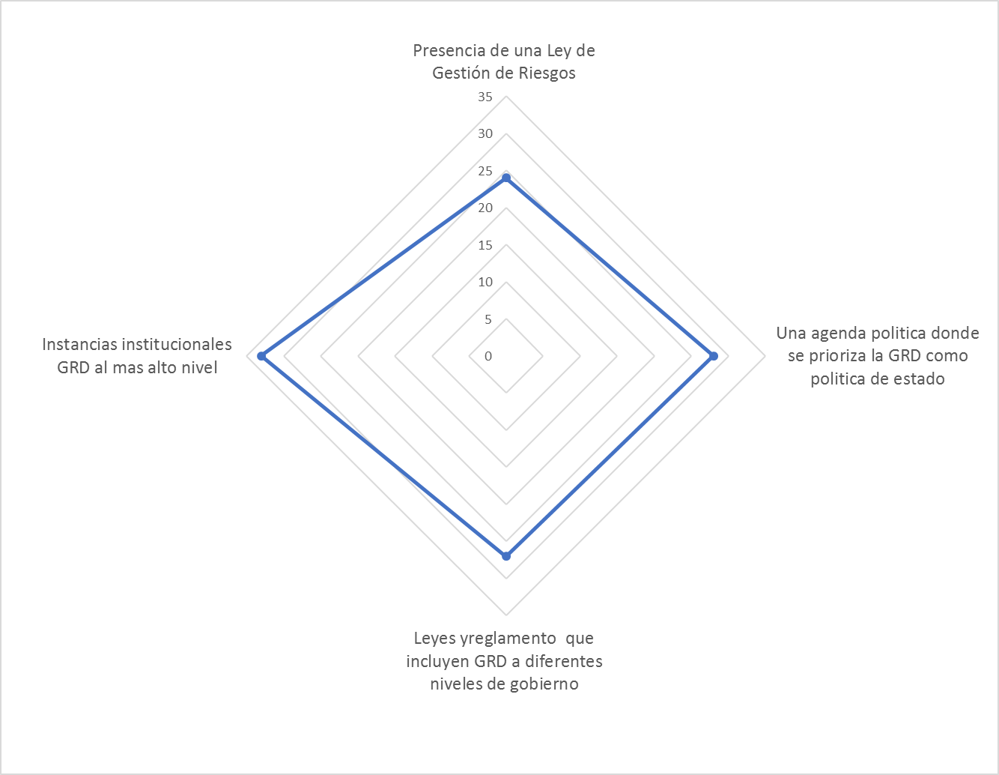 Presencia de una Ley de
Gestión de Riesgos
35
30
25
20
15
10
5
0
Una agenda politica donde
se prioriza la GRD como
politica de estado
Instancias institucionales
GRD al mas alto nivel
Leyes yreglamento  que
incluyen GRD a diferentes
niveles de gobierno